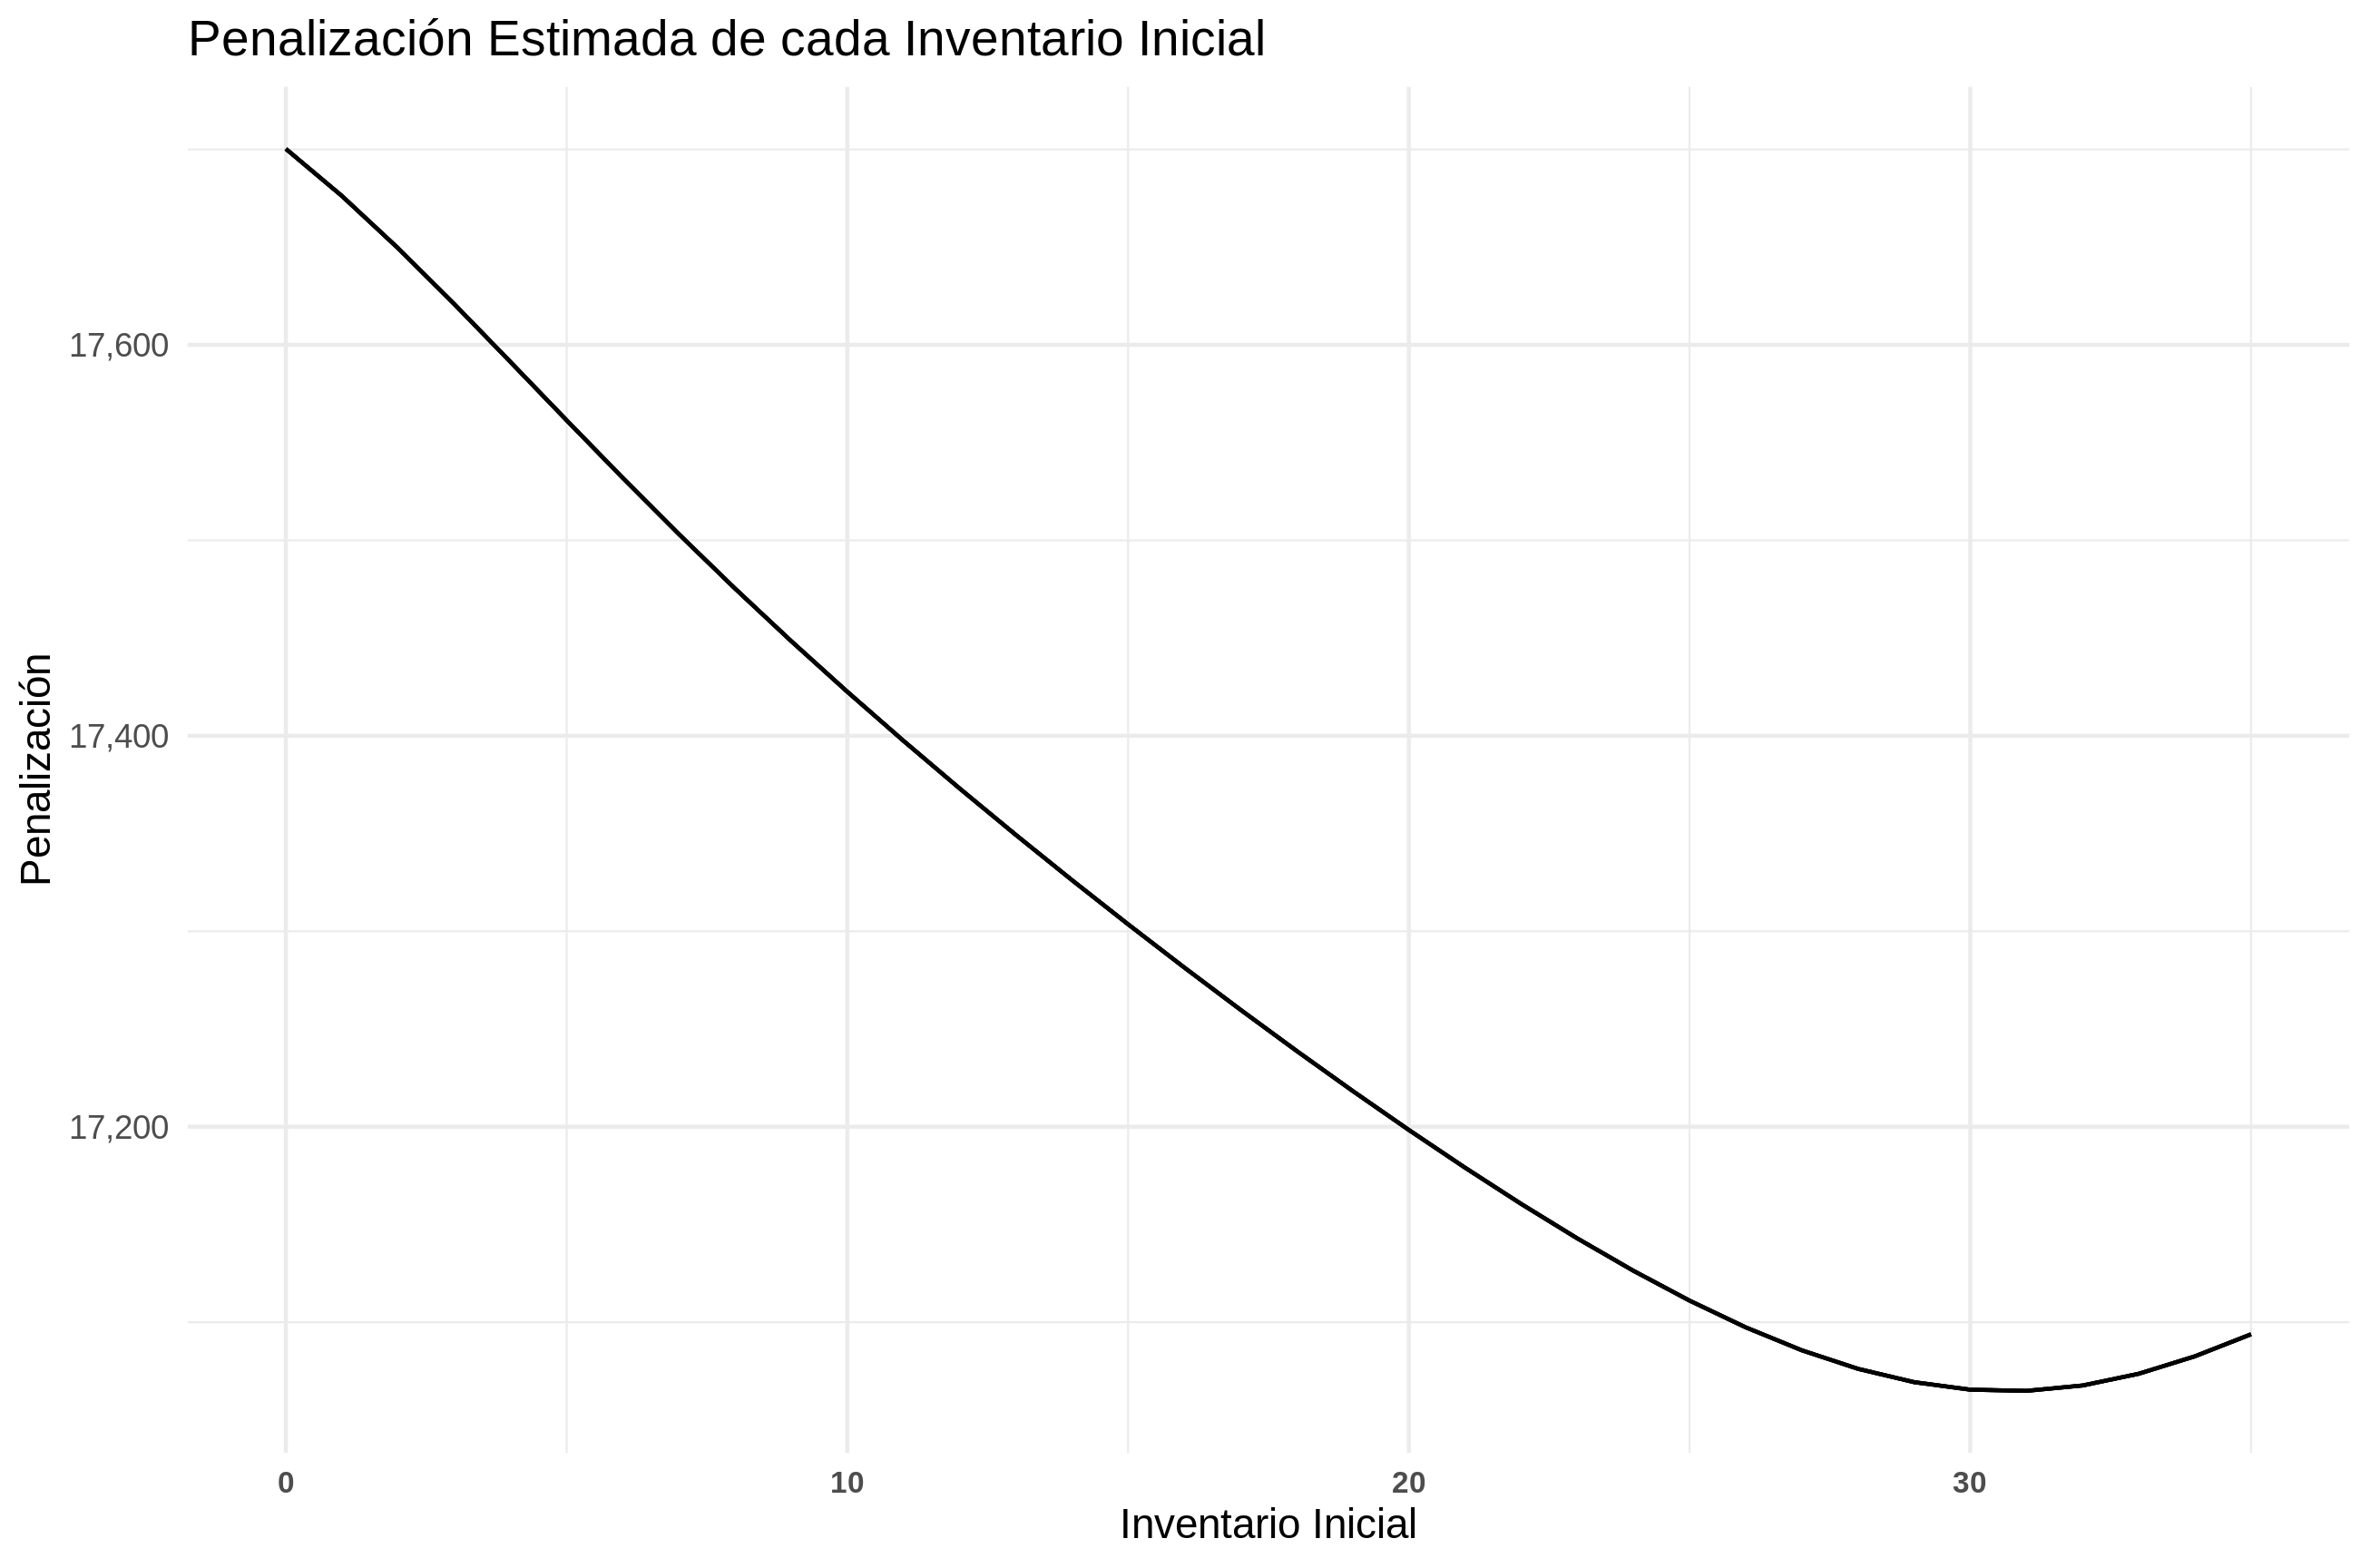 Penalización Estimada de cada Inventario Inicial
Penalización
17,600
17,400
17,200
0 10 20 30
Inventario Inicial